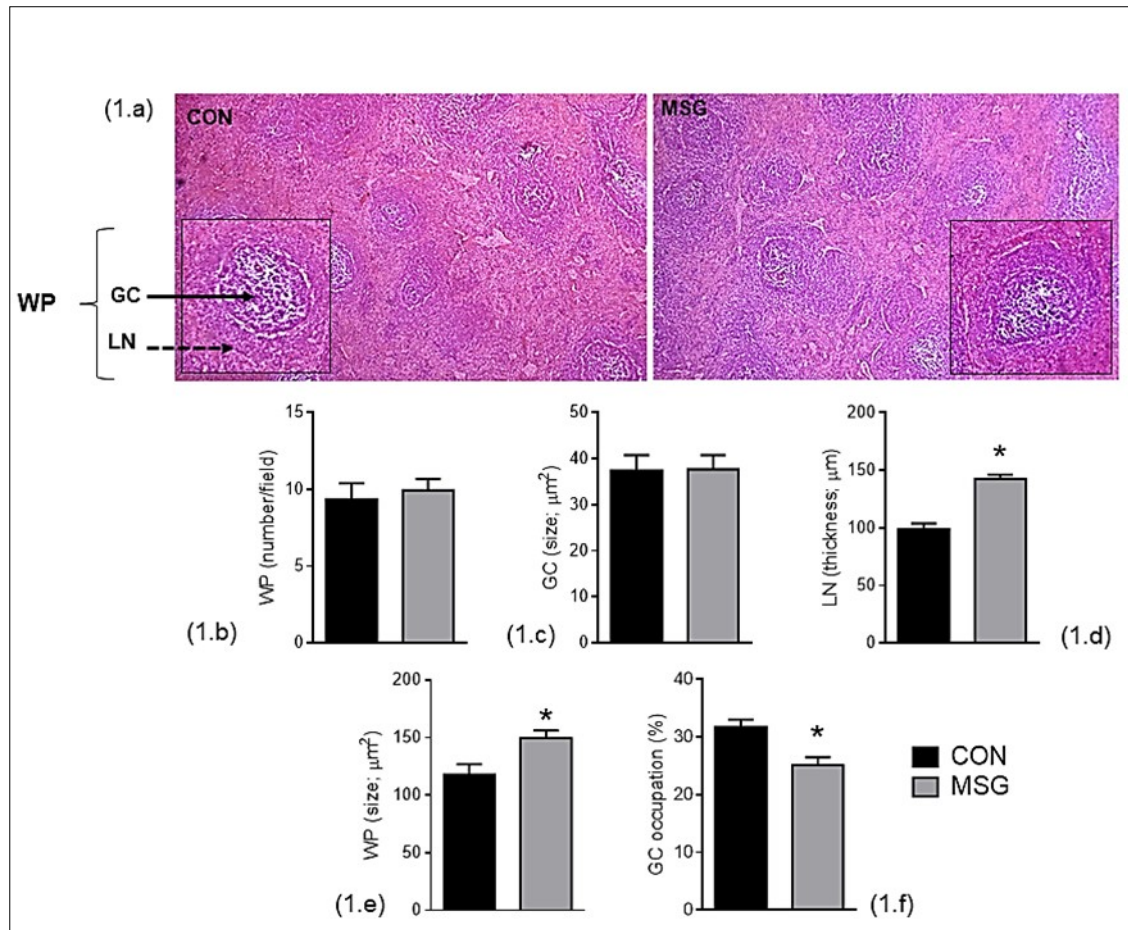 (1.a)
CON
MSG
WP
GC
LN
15
10
5
0
WP (number/field)
(1.b)
50
40
30
20
10
0
GC (size; μm²)
(1.c)
200
150
100
50
0
LN (thickness; μm)
*
(1.d)
200
150
100
50
0
WP (size; μm²)
*
(1.e)
40
30
20
10
0
GC occupation (%)
*
(1.f)
CON
MSG